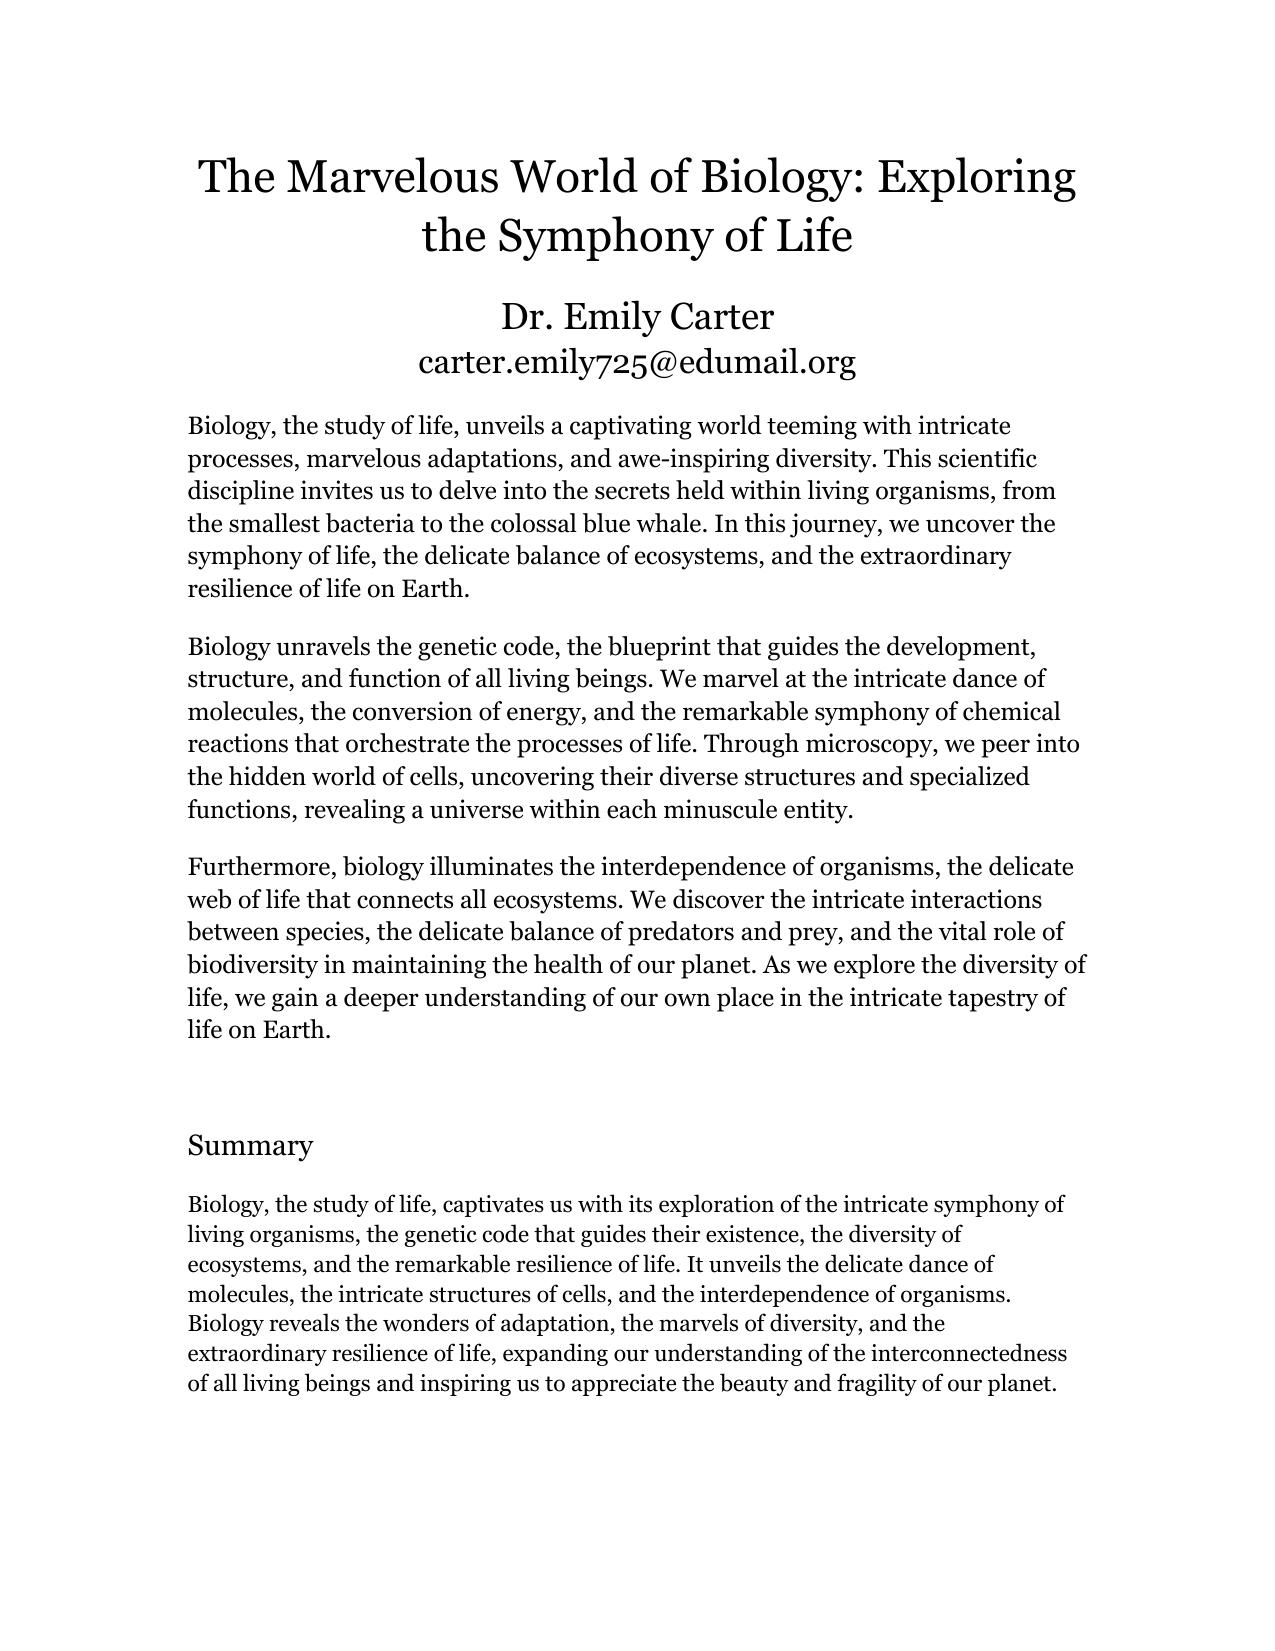 The Marvelous World of Biology: Exploring
the Symphony of Life
Dr. Emily Carter
carter.emily725@edumail.org
Biology, the study of life, unveils a captivating world teeming with intricate
processes, marvelous adaptations, and awe-inspiring diversity. This scientific
discipline invites us to delve into the secrets held within living organisms, from
the smallest bacteria to the colossal blue whale. In this journey, we uncover the
symphony of life, the delicate balance of ecosystems, and the extraordinary
resilience of life on Earth.
Biology unravels the genetic code, the blueprint that guides the development,
structure, and function of all living beings. We marvel at the intricate dance of
molecules, the conversion of energy, and the remarkable symphony of chemical
reactions that orchestrate the processes of life. Through microscopy, we peer into
the hidden world of cells, uncovering their diverse structures and specialized
functions, revealing a universe within each minuscule entity.
Furthermore, biology illuminates the interdependence of organisms, the delicate
web of life that connects all ecosystems. We discover the intricate interactions
between species, the delicate balance of predators and prey, and the vital role of
biodiversity in maintaining the health of our planet. As we explore the diversity of
life, we gain a deeper understanding of our own place in the intricate tapestry of
life on Earth.
Summary
Biology, the study of life, captivates us with its exploration of the intricate symphony of
living organisms, the genetic code that guides their existence, the diversity of
ecosystems, and the remarkable resilience of life. It unveils the delicate dance of
molecules, the intricate structures of cells, and the interdependence of organisms.
Biology reveals the wonders of adaptation, the marvels of diversity, and the
extraordinary resilience of life, expanding our understanding of the interconnectedness
of all living beings and inspiring us to appreciate the beauty and fragility of our planet.